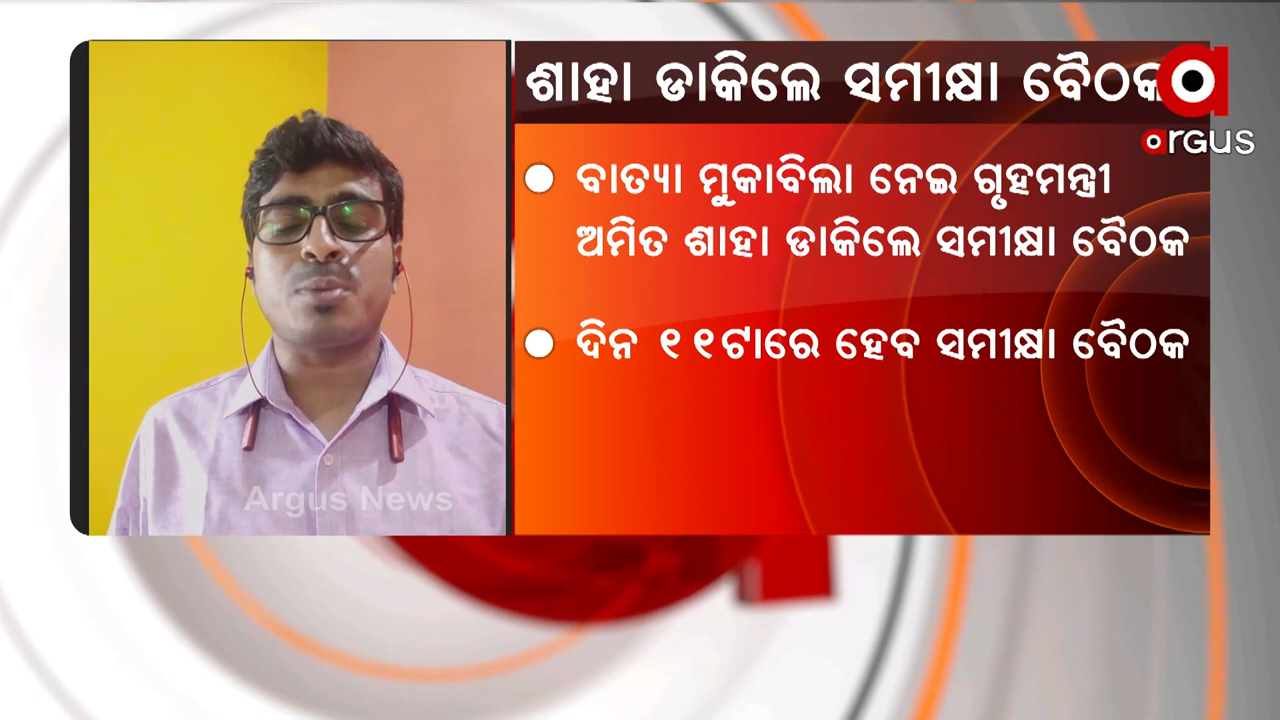 ଶାହା ଡାକିଲେ ସମୀକ୍ଷା ବୈଠକ
argus
ବାତ୍ୟା ମୁକାବିଲା ନେଇ ଗୃହମନ୍ତ୍ରୀ
ଅମିତ ଶାହା ଡାକିଲେ ସମୀକ୍ଷା ବୈଠକ
ଦିନ ୧୧ଟାରେ ହେବ ସମୀକ୍ଷା ବୈଠକ
Argus News